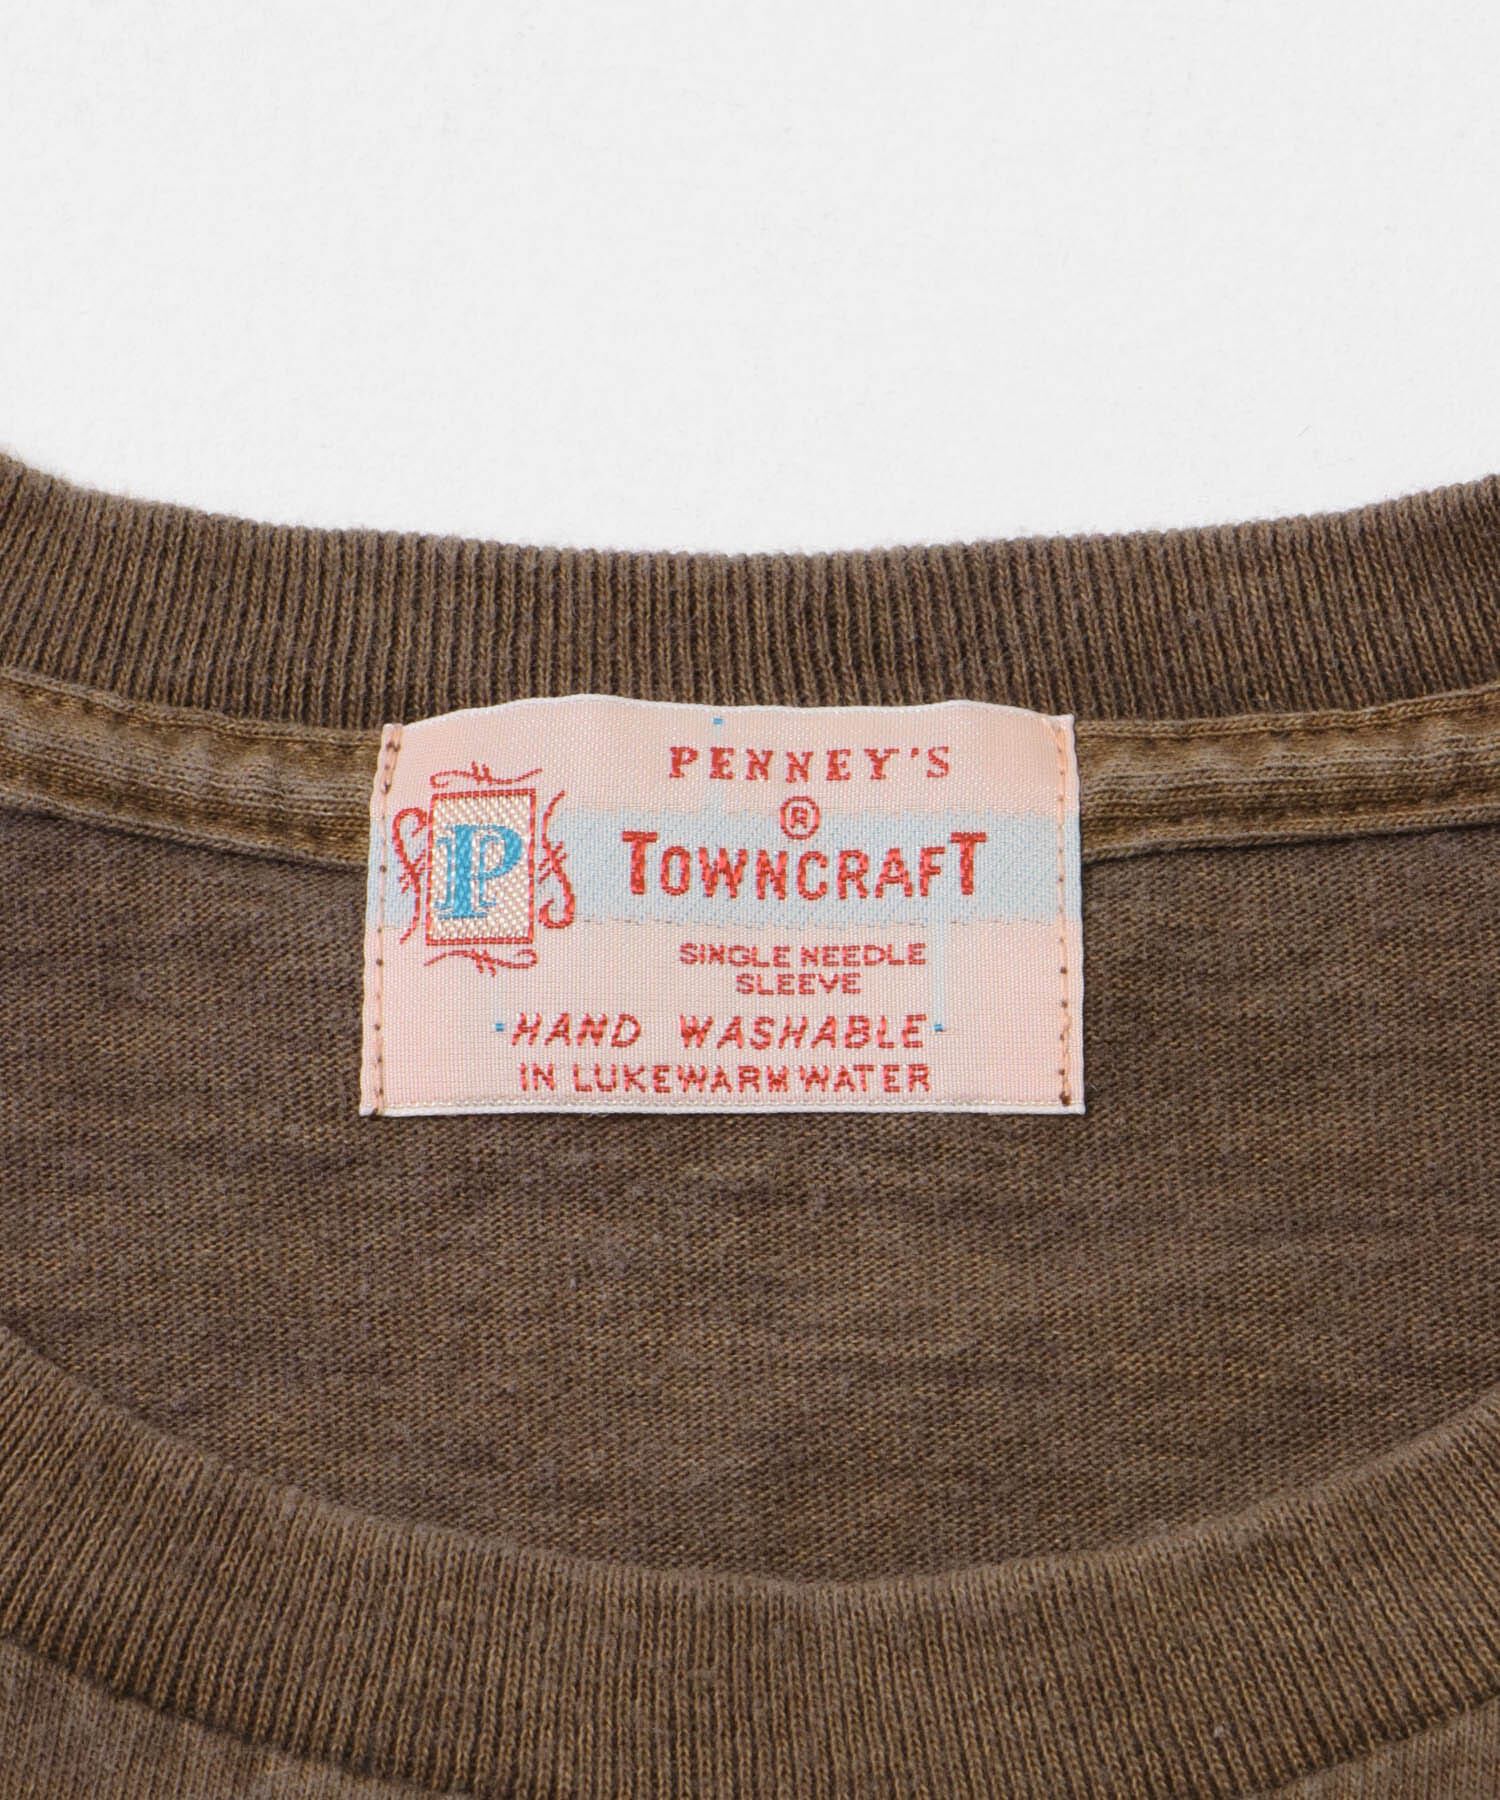 PENNEY'S
®
P
TOWNCRAFT
SINGLE NEEDLE
SLEEVE
HAND WASHABLE
IN LUKEWARM WATER